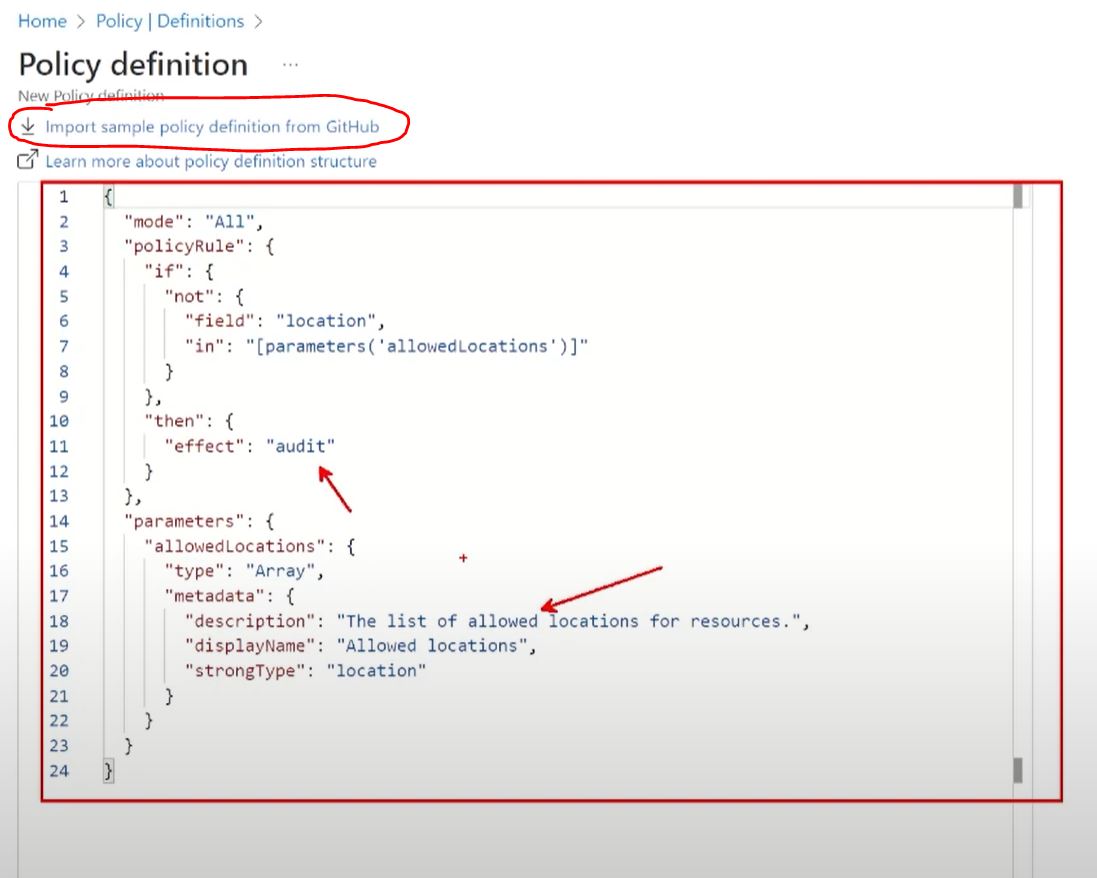 Home > Policy | Definitions >
Policy definition ...
New Policy definition
Import sample policy definition from GitHub
Learn more about policy definition structure
1 {
2 "mode": "All",
3 "policyRule": {
4 "if": {
5 "not": {
6 "field": "location",
7 "in": "[parameters('allowedLocations')]"
8 }
9 },
10 "then": {
11 "effect": "audit"
12 }
13 },
14 "parameters": {
15 "allowedLocations": {
16 "type": "Array",
17 "metadata": {
18 "description": "The list of allowed locations for resources.",
19 "displayName": "Allowed locations",
20 "strongType": "location"
21 }
22 }
23 }
24 }